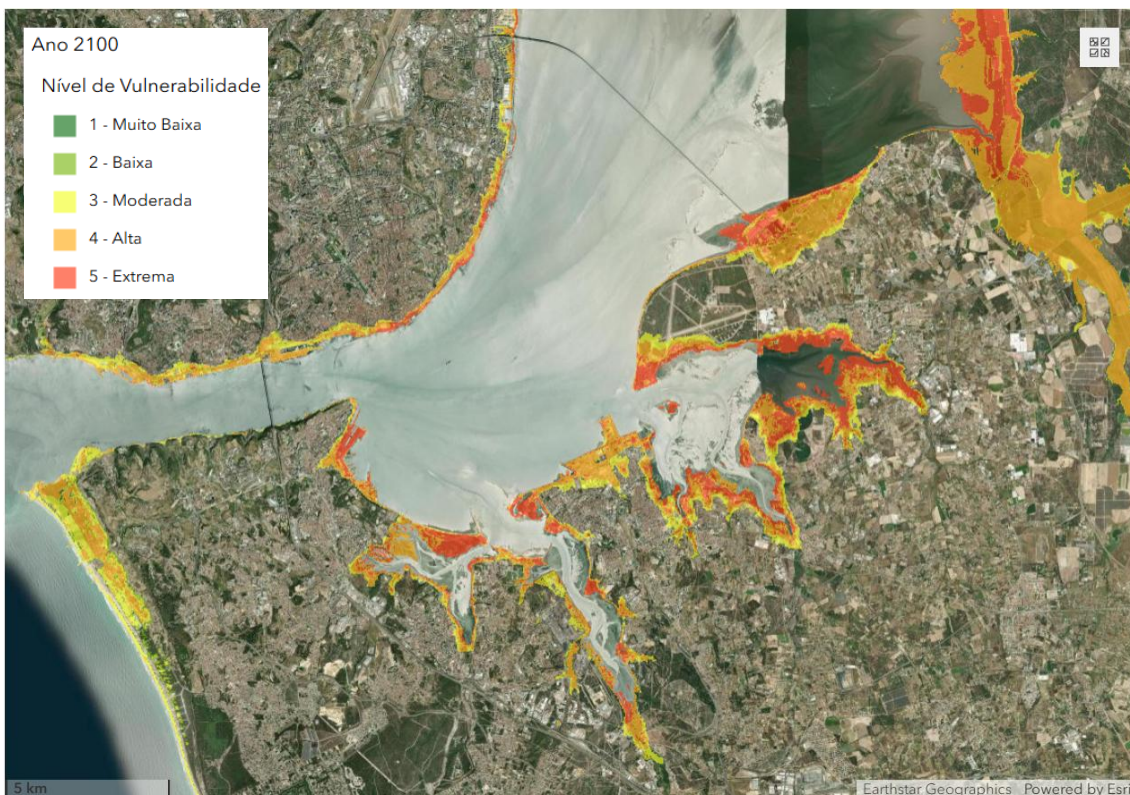 Ano 2100
Nível de Vulnerabilidade
1 - Muito Baixa
2 - Baixa
3 - Moderada
4 - Alta
5 - Extrema
5 km
Earthstar Geographics Powered by Esri